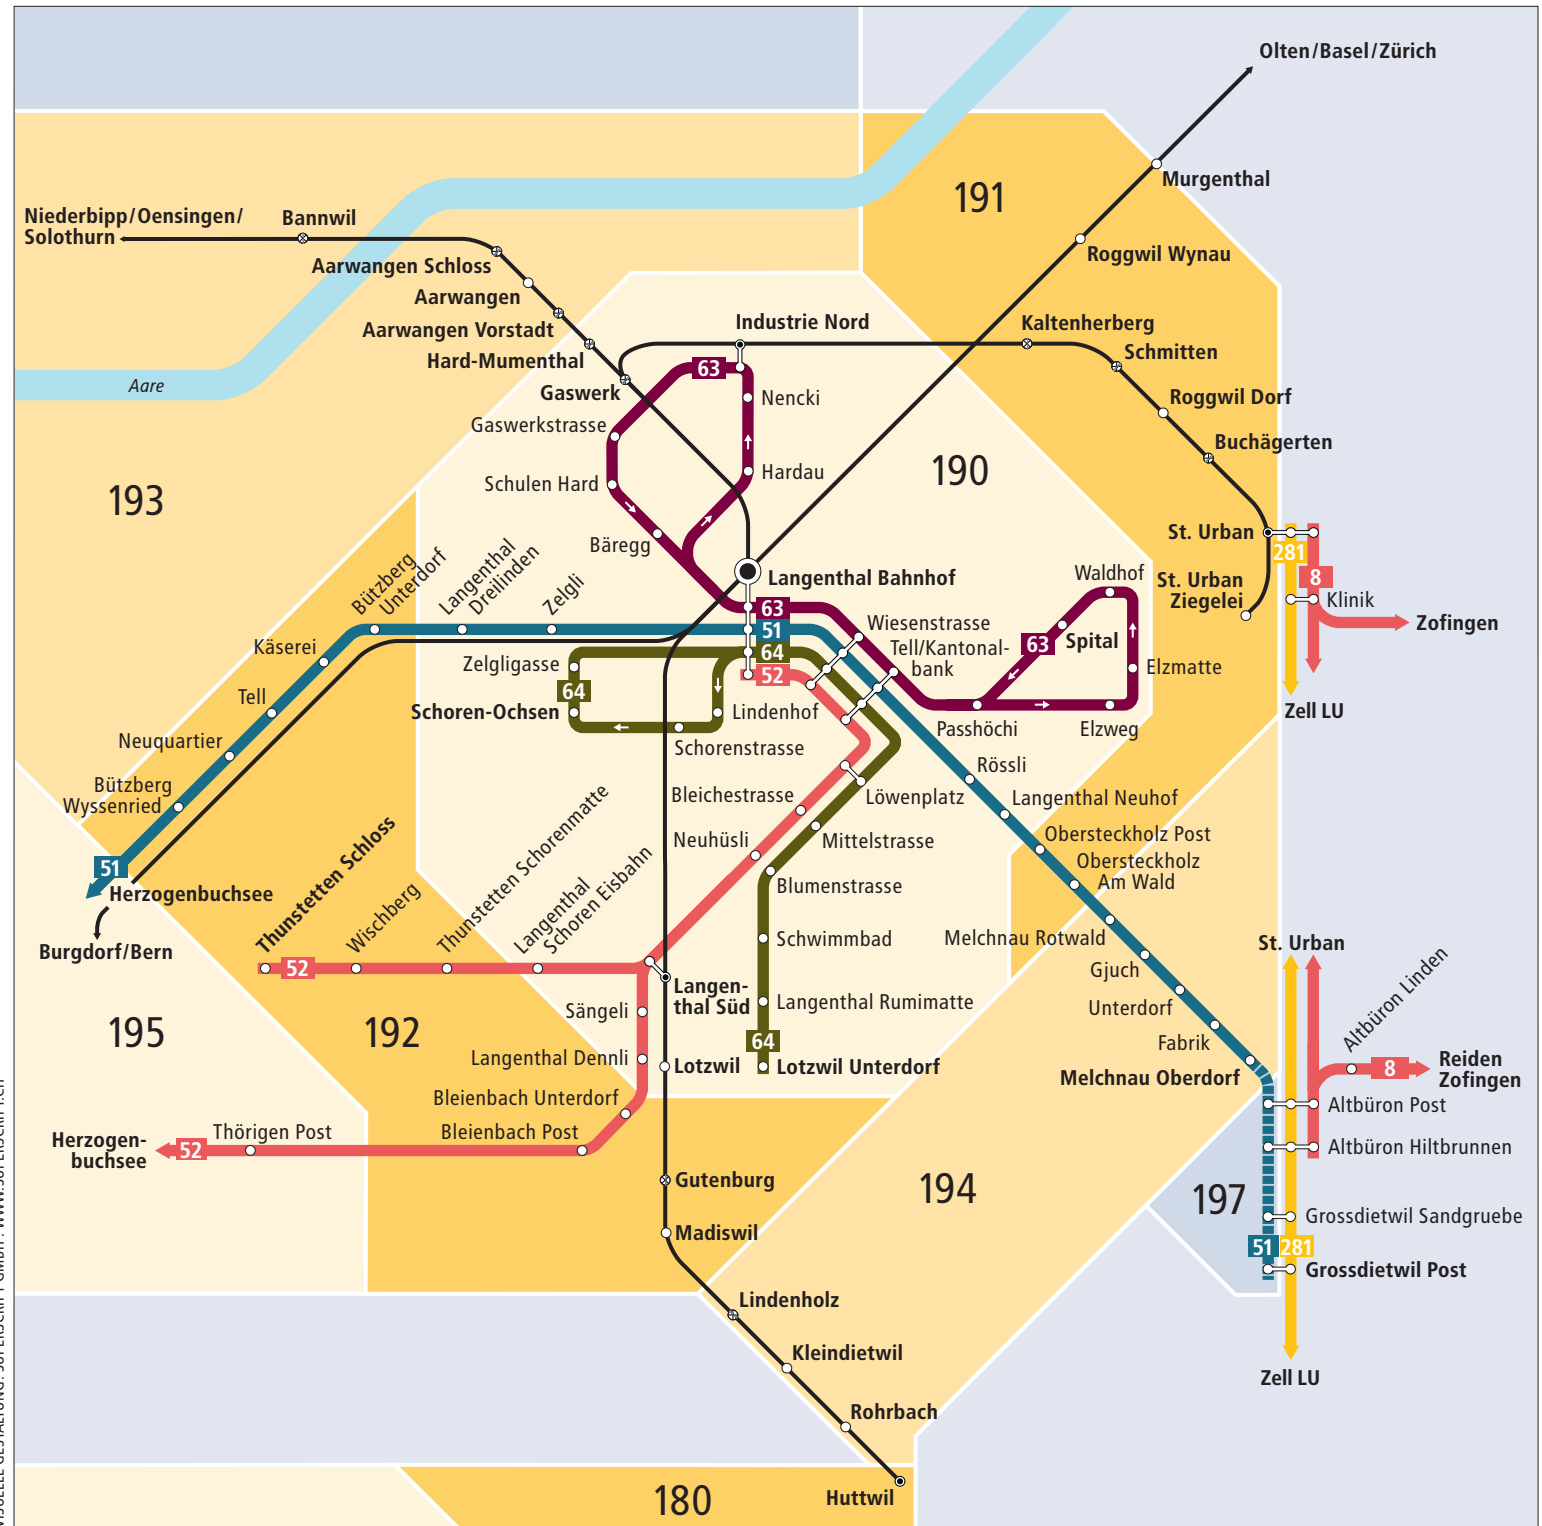 Olten/Basel/Zürich
Murgenthal
191
Niederbipp/Oensingen/
Solothurn
Bannwil
Aarwangen Schloss
Roggwil Wynau
Aarwangen
Aarwangen Vorstadt
Industrie Nord
Kaltenherberg
Hard-Mumenthal
Schmitten
63
Aare
Gaswerk
Nencki
Roggwil Dorf
Gaswerkstrasse
Buchägerten
190
Hardau
Schulen Hard
193
St. Urban
Bäregg
281
8
Bützberg
Unterdorf
Langenthal
Dreilinden
Zelgli
Langenthal Bahnhof
Waldhof
St. Urban
Ziegelei
Klinik
63
Wiesenstrasse
Zofingen
51
Käserei
Tell/Kantonal-
bank
63
Spital
64
Zelgligasse
52
Elzmatte
64
Tell
Schoren-Ochsen
Lindenhof
Zell LU
Passhöchi
Elzweg
Neuquartier
Schorenstrasse
Rössli
Bützberg
Wyssenried
Bleichestrasse
Löwenplatz
Langenthal Neuhof
Neuhüsli
Mittelstrasse
Obersteckholz Post
51
Obersteckholz
Am Wald
Herzogenbuchsee
Blumenstrasse
Thunstetten Schloss
Wischberg
Thunstetten Schorenmatte
Langenthal
Schoren Eisbahn
Burgdorf/Bern
Schwimmbad
Melchnau Rotwald
St. Urban
52
Gjuch
Langen-
thal Süd
Langenthal Rumimatte
Unterdorf
Altbüron Linden
Sängeli
195
192
64
Fabrik
Langenthal Dennli
Lotzwil
Lotzwil Unterdorf
Melchnau Oberdorf
8
Reiden
Zofingen
Bleienbach Unterdorf
Altbüron Post
Thörigen Post
Bleienbach Post
Herzogen-
buchsee
52
Altbüron Hiltbrunnen
Gutenburg
194
197
Grossdietwil Sandgruebe
Madiswil
51
281
Grossdietwil Post
Lindenholz
Kleindietwil
Zell LU
Rohrbach
180
Huttwil